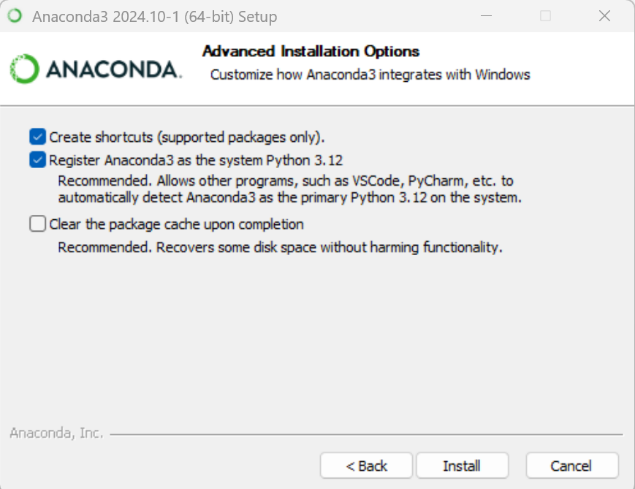 Anaconda3 2024.10-1 (64-bit) Setup
Advanced Installation Options
Customize how Anaconda3 integrates with Windows
ANACONDA.
Create shortcuts (supported packages only).
Register Anaconda3 as the system Python 3.12
Recommended. Allows other programs, such as VSCode, PyCharm, etc. to
automatically detect Anaconda3 as the primary Python 3.12 on the system.
Clear the package cache upon completion
Recommended. Recovers some disk space without harming functionality.
Anaconda, Inc.
< Back
Install
Cancel